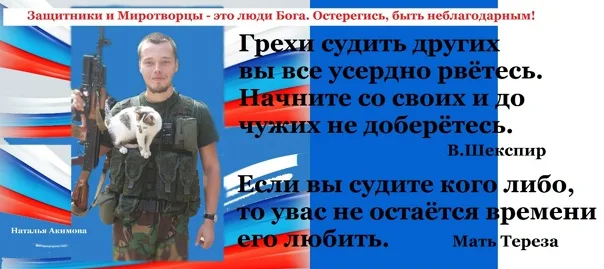 Защитники и Миротворцы - это люди Бога. Остерегись, быть неблагодарным!
Грехи судить других
вы все усердно рвётесь.
Начните со своих и до
чужих не доберётесь.
В.Шекспир
Если вы судите кого либо,
то увас не остаётся времени
его любить.
Мать Тереза
Наталья Акимова